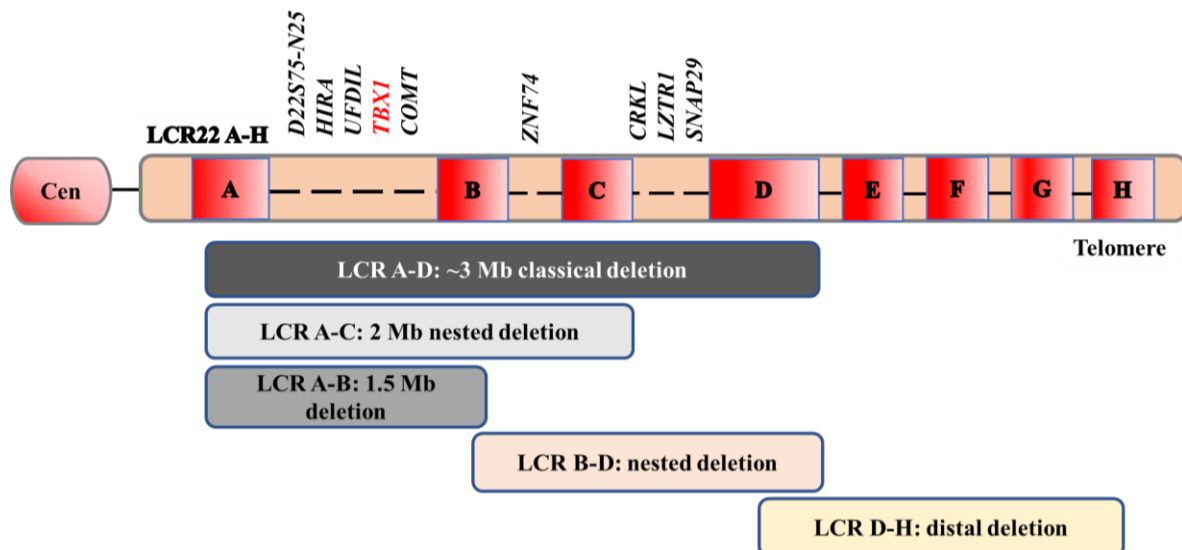 D22S75-N25
HIRA
UFDIL
TBX1
COMT
ZNF74
CRKL
LZTR1
SNAP29
LCR22 A-H
Cen
A
B
C
D
E
F
G
H
Telomere
LCR A-D: ~3 Mb classical deletion
LCR A-C: 2 Mb nested deletion
LCR A-B: 1.5 Mb
deletion
LCR B-D: nested deletion
LCR D-H: distal deletion